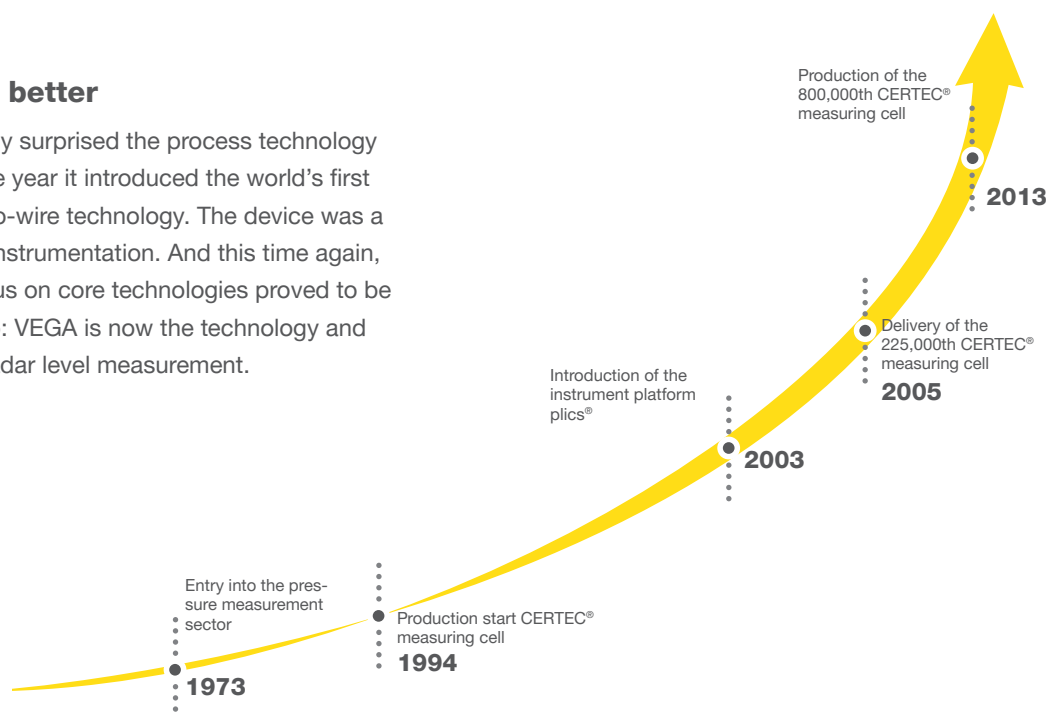 better
y surprised the process technology
e year it introduced the world's first
o-wire technology. The device was a
nstrumentation. And this time again,
us on core technologies proved to be
: VEGA is now the technology and
dar level measurement.
Production of the
800,000th CERTEC®
measuring cell
2013
Delivery of the
225,000th CERTEC®
measuring cell
2005
Introduction of the
instrument platform
plics®
2003
Entry into the pres-
sure measurement
sector
1973
Production start CERTEC®
measuring cell
1994